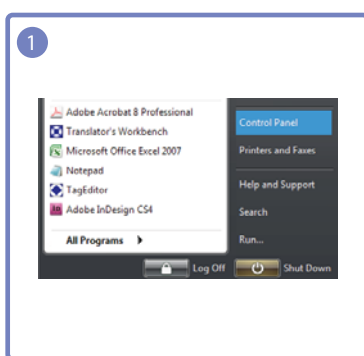 1
Adobe Acrobat 8 Professional
Translator's Workbench
Microsoft Office Excel 2007
Notepad
TagEditor
Adobe InDesign CS4
All Programs
Control Panel
Printers and Faxes
Help and Support
Search
Run...
Log Off
Shut Down